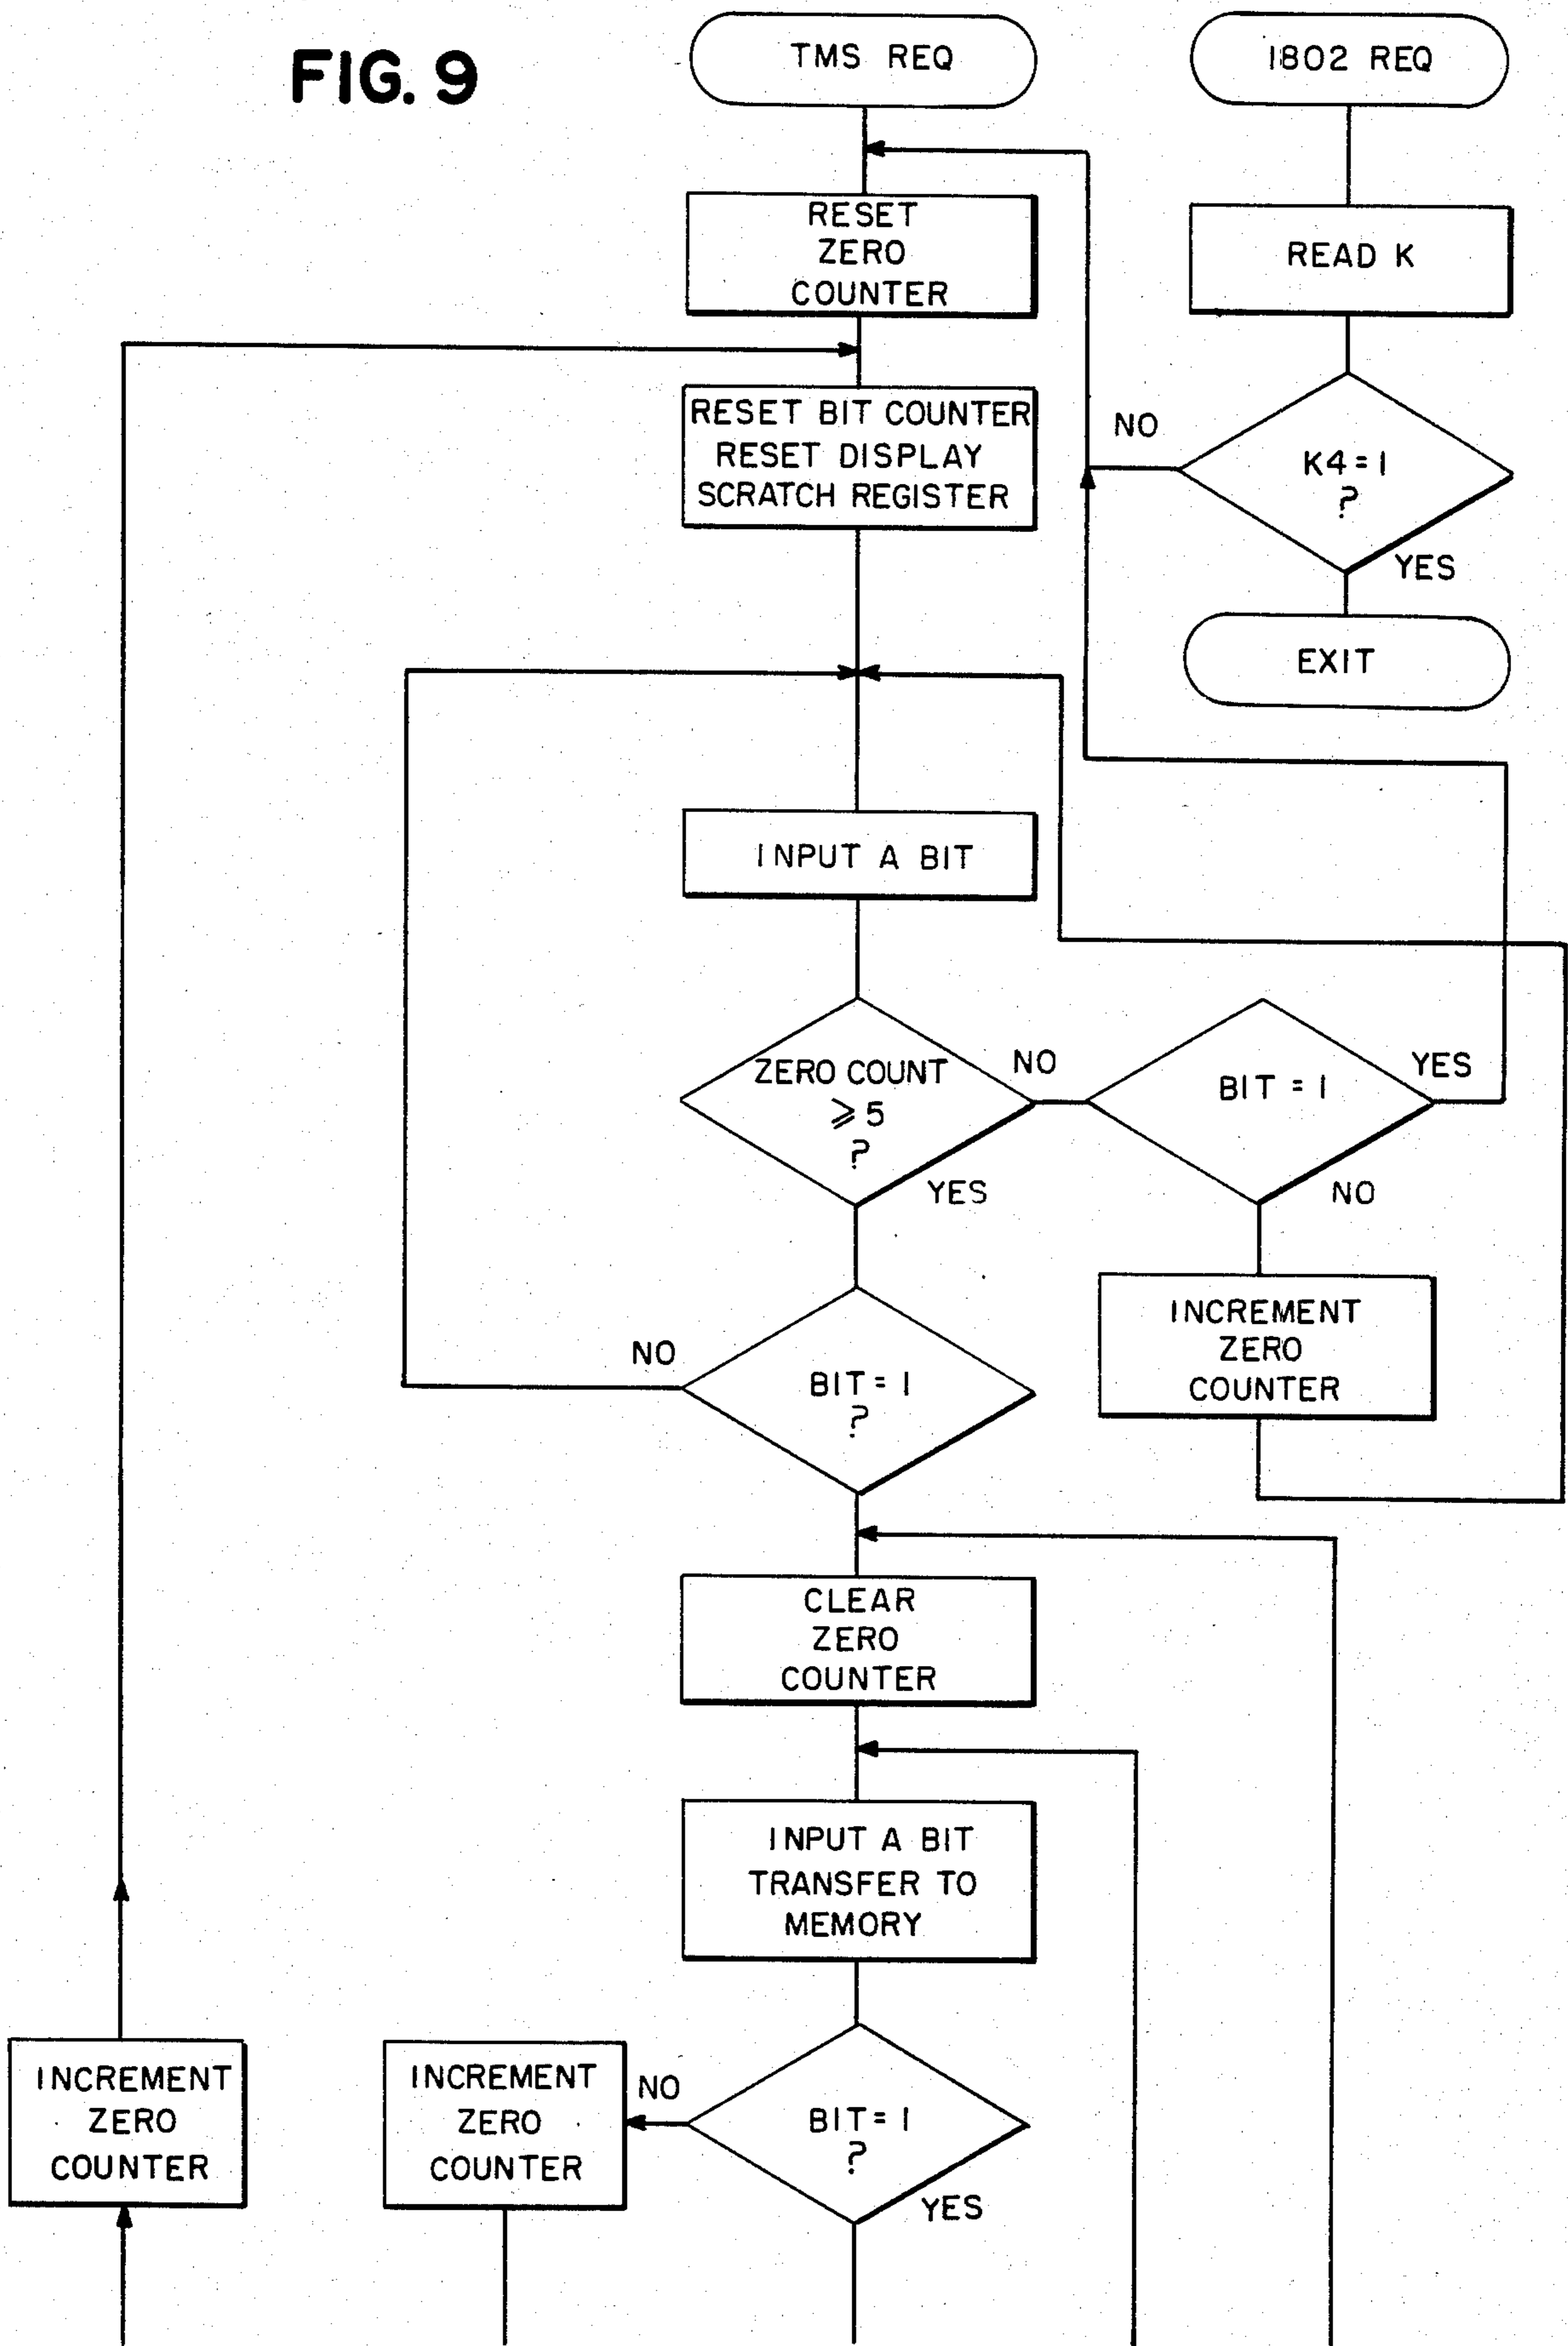 FIG. 9
TMS REQ
1802 REQ
RESET
ZERO
COUNTER
READ K
RESET BIT COUNTER
RESET DISPLAY
SCRATCH REGISTER
NO
K4 = 1
?
YES
EXIT
INPUT A BIT
ZERO COUNT
⩾ 5
?
NO
YES
BIT = 1
YES
NO
INCREMENT
ZERO
COUNTER
NO
BIT = 1
?
CLEAR
ZERO
COUNTER
INPUT A BIT
TRANSFER TO
MEMORY
INCREMENT
ZERO
COUNTER
INCREMENT
ZERO
COUNTER
NO
BIT = 1
?
YES